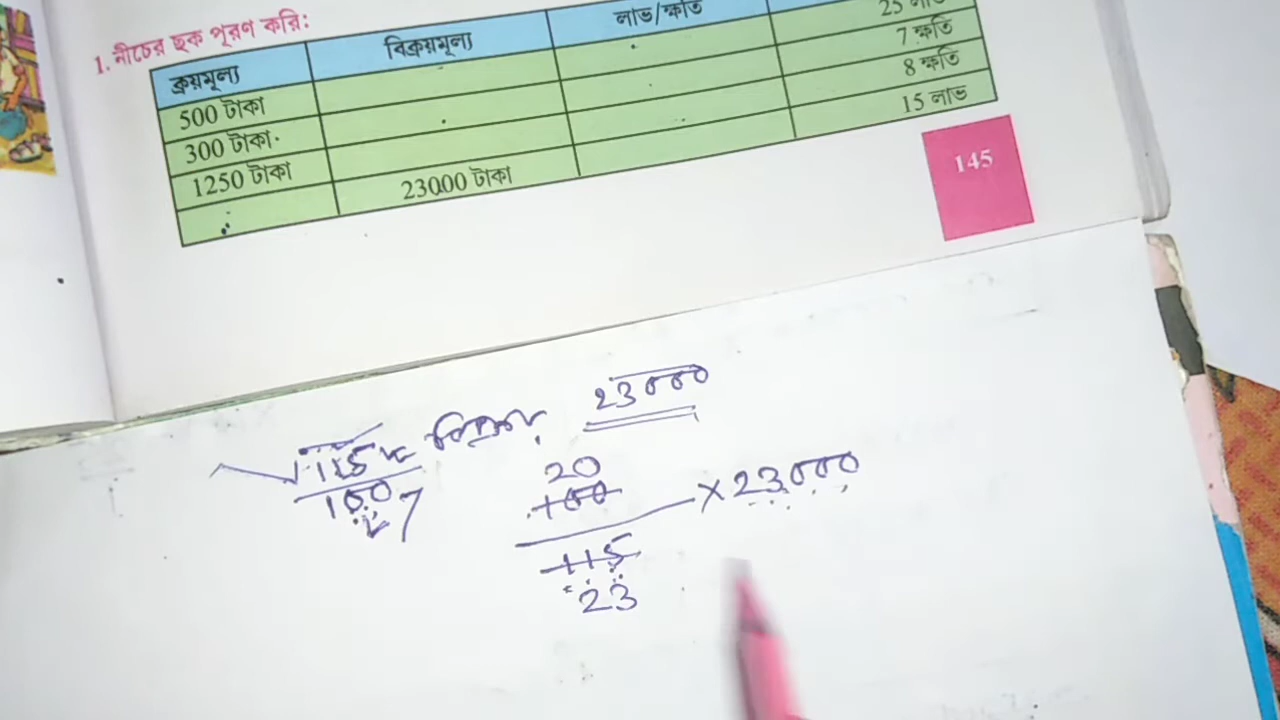 1. নীচের ছক পূরণ করি:
ক্রয়মূল্য বিক্রয়মূল্য লাভ/ক্ষতি
500 টাকা 25 লাভ
300 টাকা 7 ক্ষতি
1250 টাকা 8 ক্ষতি
23000 টাকা 15 লাভ
145
23000
115
100
20
100 × 23000
115
23